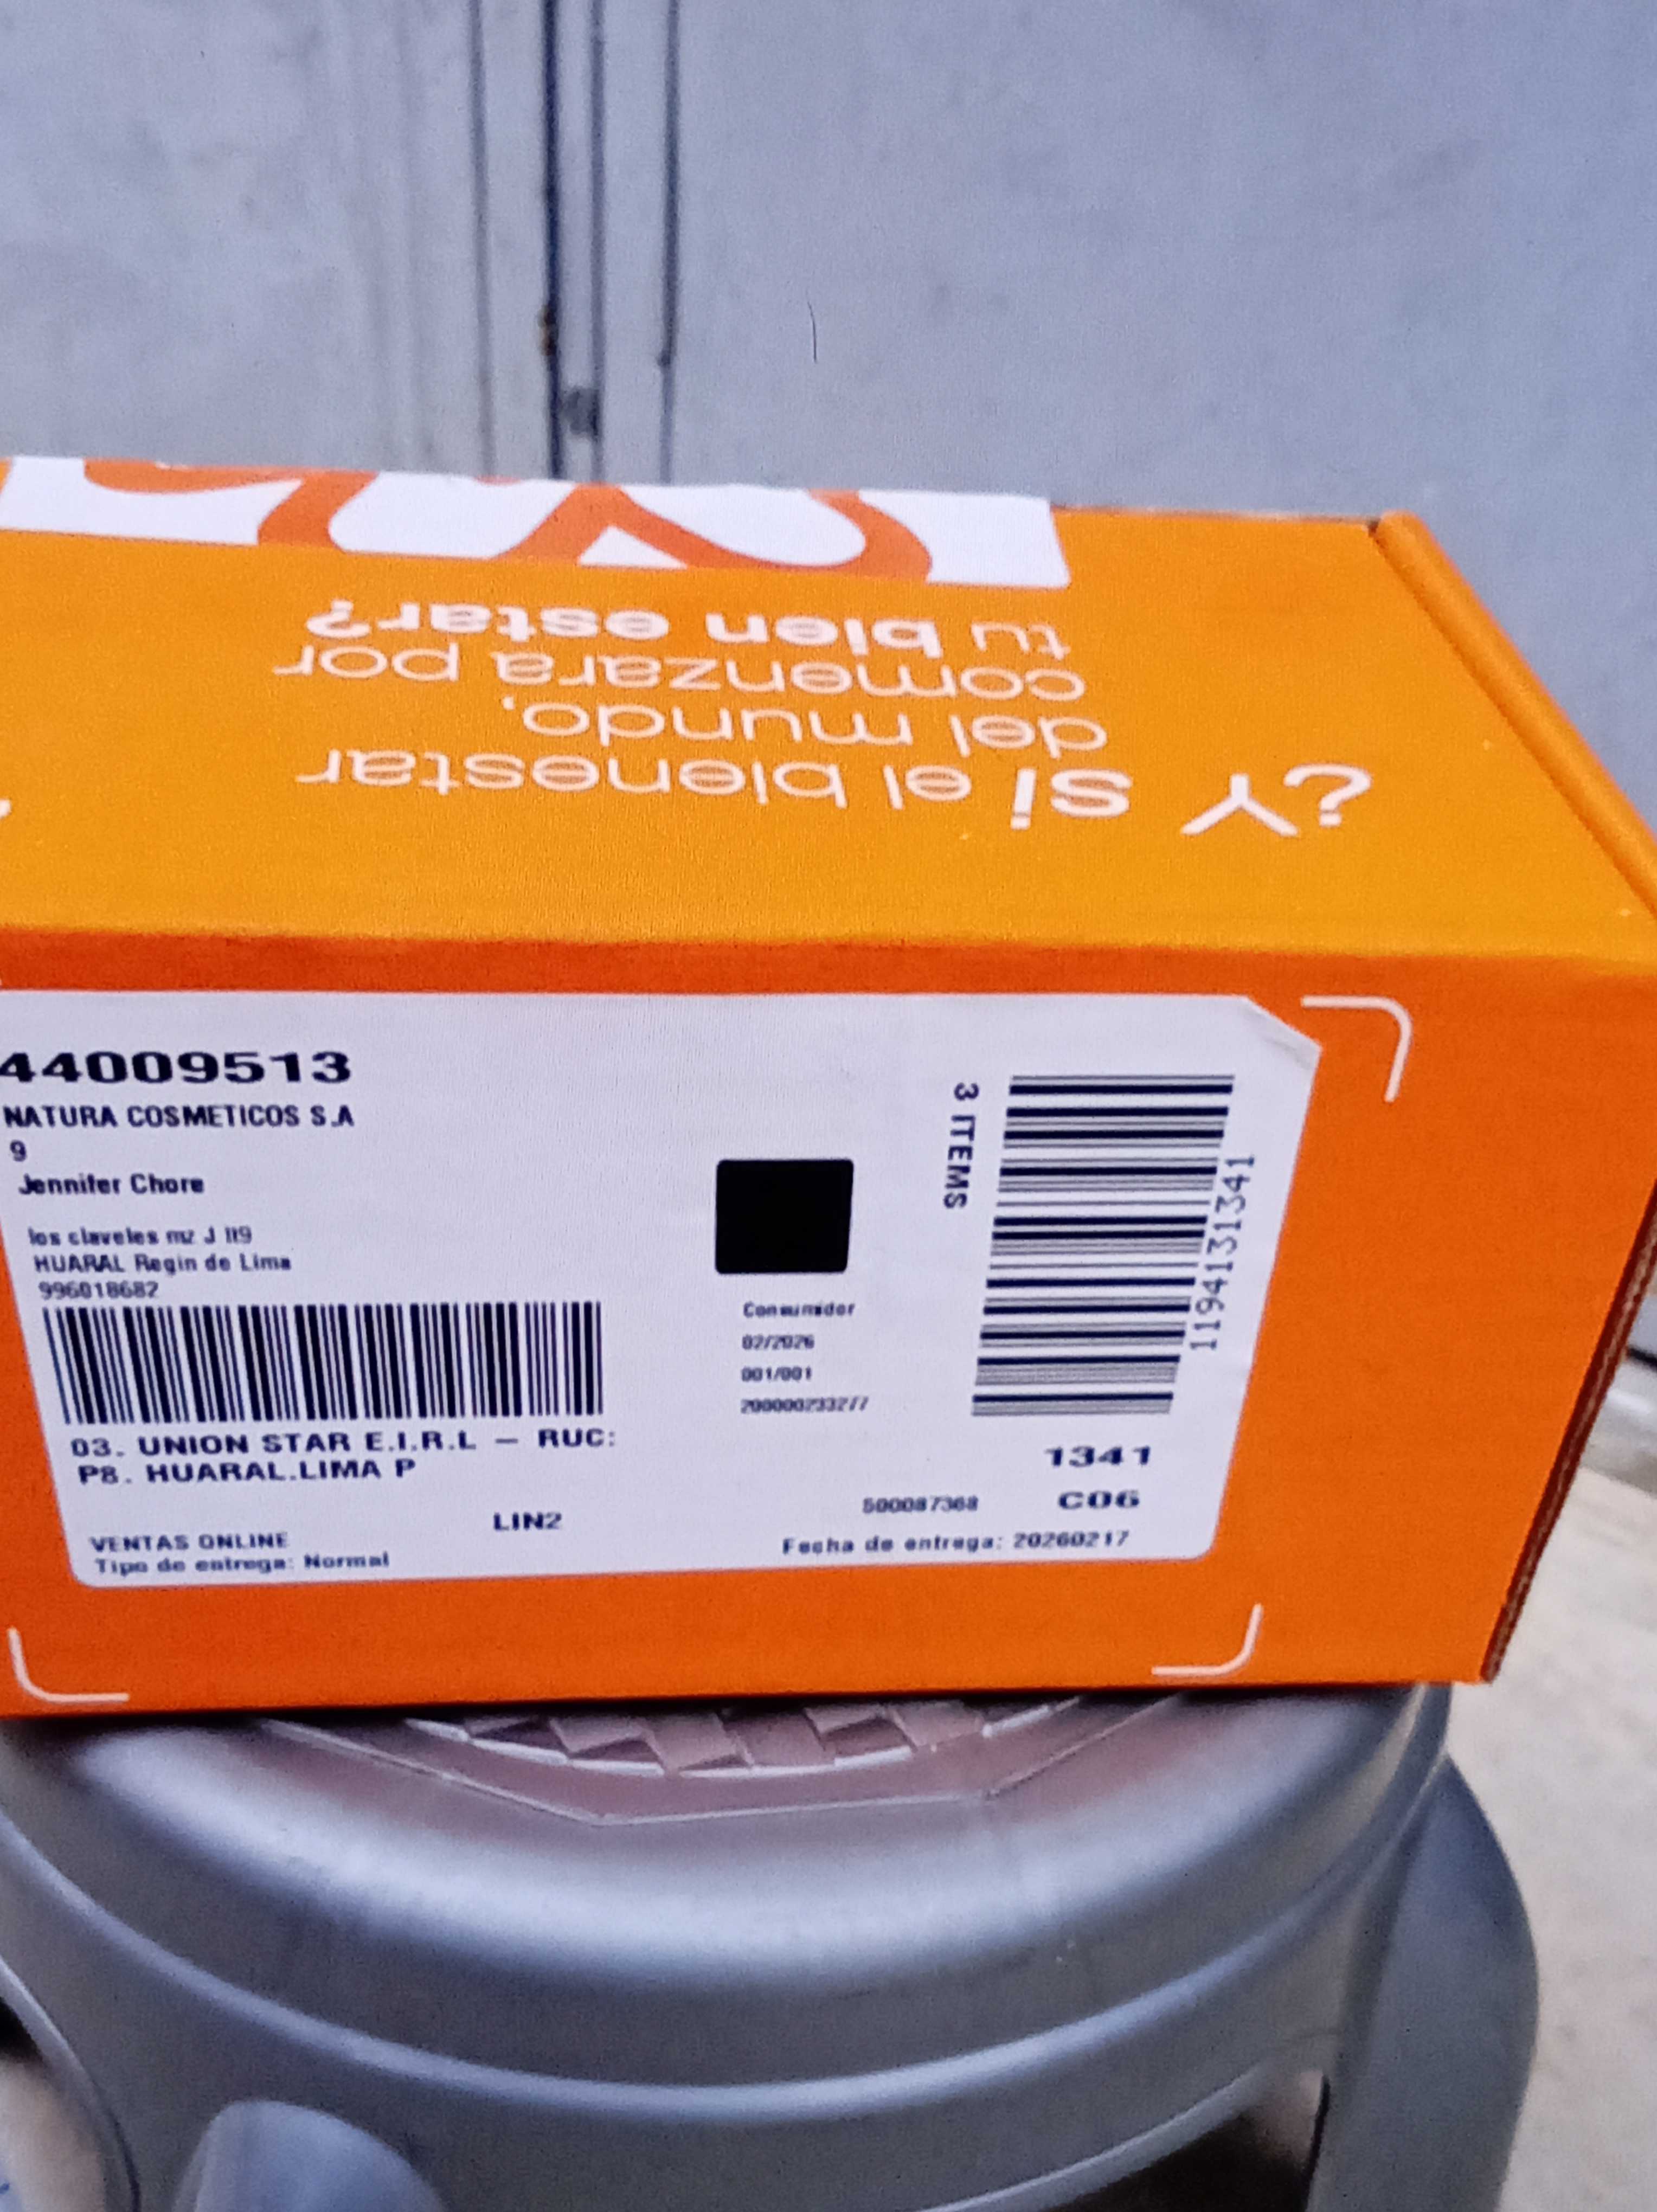 ¿Y si el bienestar
del mundo,
comenzara por
tu bien estar?
44009513
NATURA COSMETICOS S.A
9
Jennifer Chore
los claveles mz J lt9
HUARAL Regin de Lima
996018682
03. UNION STAR E.I.R.L – RUC:
P8. HUARAL.LIMA P
LIN2
VENTAS ONLINE
Tipo de entrega: Normal
Consumidor
02/2026
001/001
200000233277
3 ITEMS
1194131341
1341
500087368
C06
Fecha de entrega: 20260217